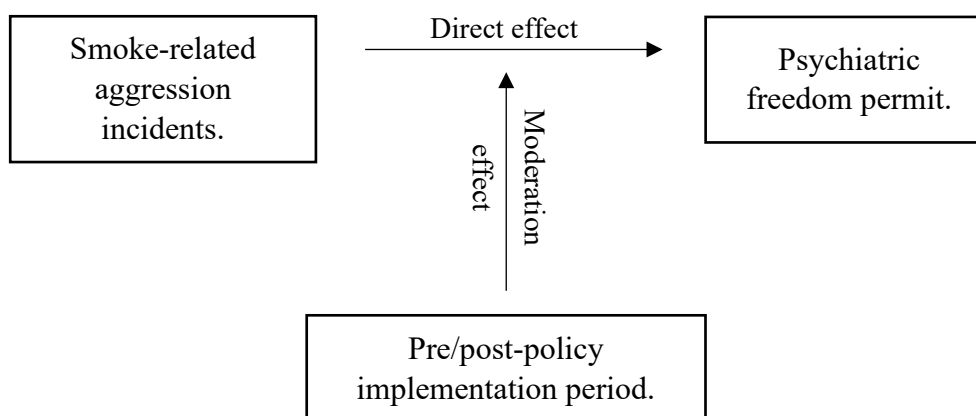 Smoke-related
aggression
incidents.
Direct effect
Psychiatric
freedom permit.
Moderation
effect
Pre/post-policy
implementation period.